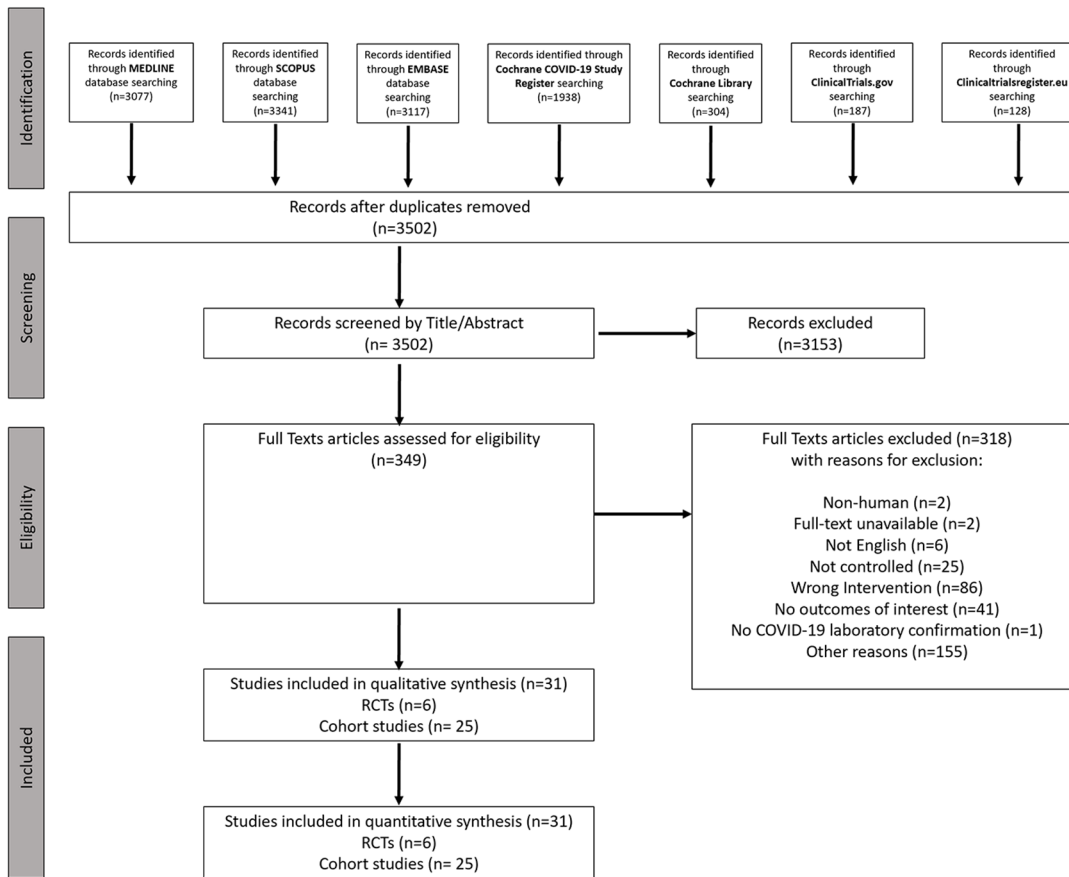 Identification
Records identified
through MEDLINE
database searching
(n=3077)
Records identified
through SCOPUS
database
searching
(n=3341)
Records identified
through EMBASE
database
searching
(n=3117)
Records identified through
Cochrane COVID-19 Study
Register searching
(n=1938)
Records identified
through
Cochrane Library
searching
(n=304)
Records identified
through
ClinicalTrials.gov
searching
(n=187)
Records identified
through
Clinicaltrialsregister.eu
searching
(n=128)
Records after duplicates removed
(n=3502)
Screening
Records screened by Title/Abstract
(n= 3502)
Records excluded
(n=3153)
Eligibility
Full Texts articles assessed for eligibility
(n=349)
Full Texts articles excluded (n=318)
with reasons for exclusion:
Non-human (n=2)
Full-text unavailable (n=2)
Not English (n=6)
Not controlled (n=25)
Wrong Intervention (n=86)
No outcomes of interest (n=41)
No COVID-19 laboratory confirmation (n=1)
Other reasons (n=155)
Included
Studies included in qualitative synthesis (n=31)
RCTs (n=6)
Cohort studies (n= 25)
Studies included in quantitative synthesis (n=31)
RCTs (n=6)
Cohort studies (n= 25)